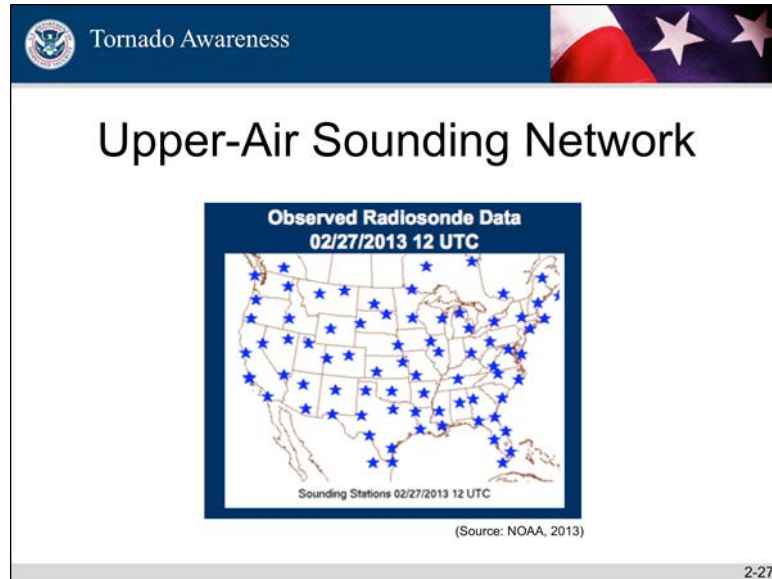 Tornado Awareness
Upper-Air Sounding Network
Observed Radiosonde Data
02/27/2013 12 UTC
Sounding Stations 02/27/2013 12 UTC
(Source: NOAA, 2013)
2-27